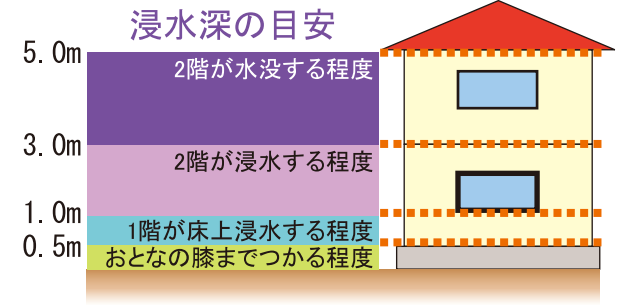 浸水深の目安
5.0m
2階が水没する程度
3.0m
2階が浸水する程度
1.0m
1階が床上浸水する程度
0.5m
おとなの膝までつかる程度